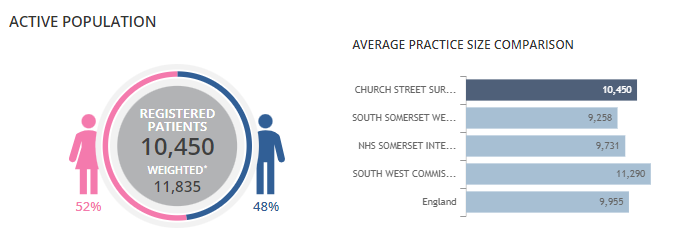 ACTIVE POPULATION
REGISTERED
PATIENTS
10,450
WEIGHTED*
11,835
52%
48%
AVERAGE PRACTICE SIZE COMPARISON
CHURCH STREET SUR... 10,450
SOUTH SOMERSET WE... 9,258
NHS SOMERSET INTE... 9,731
SOUTH WEST COMMIS... 11,290
England 9,955